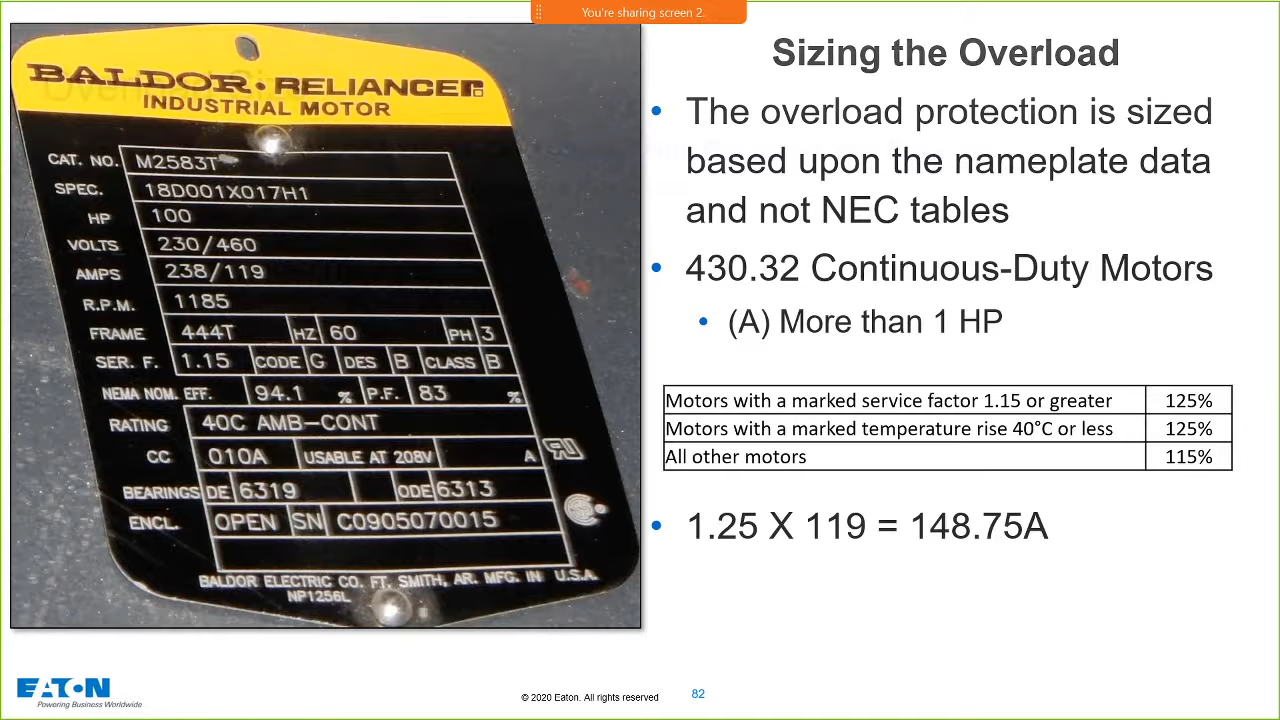 You're sharing screen 2.
BALDOR • RELIANCE
INDUSTRIAL MOTOR
CAT. NO. M2583T
SPEC. 18D001X017H1
HP 100
VOLTS 230/460
AMPS 238/119
R.P.M. 1185
FRAME 444T HZ 60 PH 3
SER. F. 1.15 CODE G DES B CLASS B
NEMA NOM. EFF. 94.1 % P.F. 83 %
RATING 40C AMB-CONT
CC 010A USABLE AT 208V A
BEARINGS DE 6319 ODE 6313
ENCL. OPEN SN C0905070015
BALDOR ELECTRIC CO. FT. SMITH, AR. MFG. IN U.S.A.
NP1256L
Sizing the Overload
• The overload protection is sized
based upon the nameplate data
and not NEC tables
• 430.32 Continuous-Duty Motors
• (A) More than 1 HP
Motors with a marked service factor 1.15 or greater 125%
Motors with a marked temperature rise 40°C or less 125%
All other motors 115%
• 1.25 X 119 = 148.75A
EATON
Powering Business Worldwide
© 2020 Eaton. All rights reserved
82